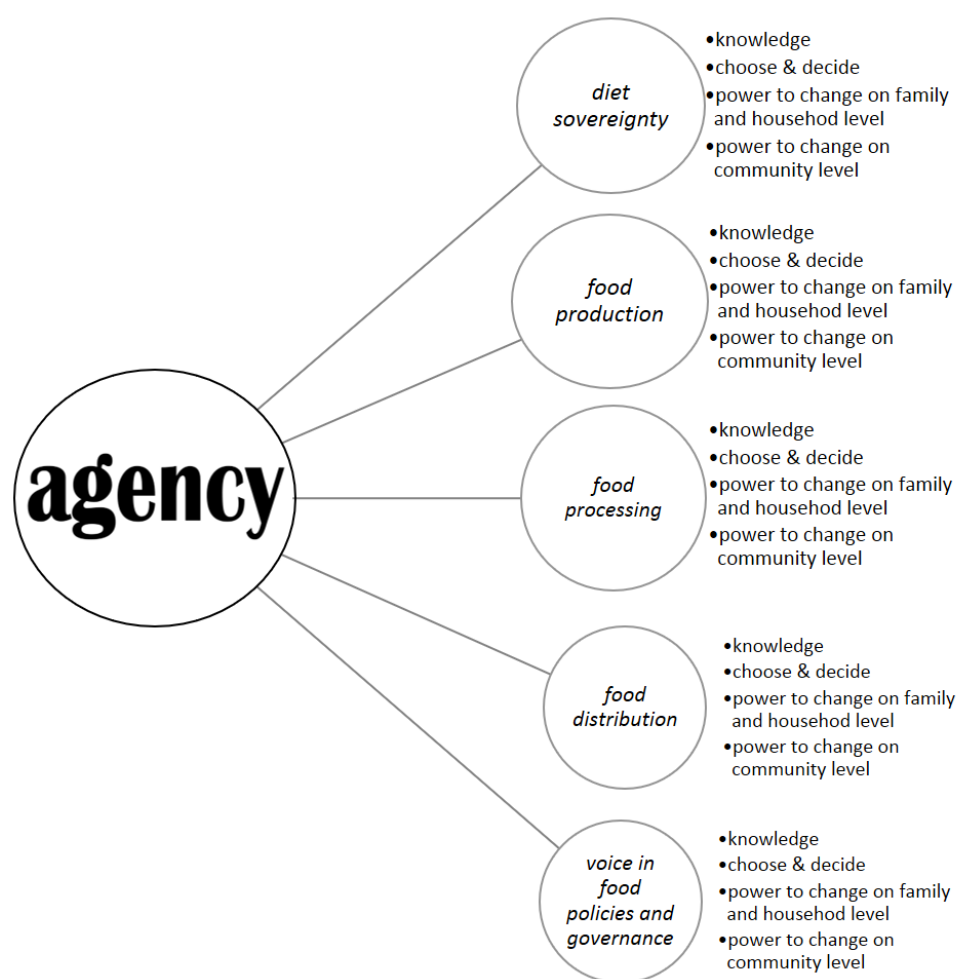 agency
diet
sovereignty
•knowledge
•choose & decide
•power to change on family
and househod level
•power to change on
community level
food
production
•knowledge
•choose & decide
•power to change on family
and househod level
•power to change on
community level
food
processing
•knowledge
•choose & decide
•power to change on family
and househod level
•power to change on
community level
food
distribution
•knowledge
•choose & decide
•power to change on family
and househod level
•power to change on
community level
voice in
food
policies and
governance
•knowledge
•choose & decide
•power to change on family
and househod level
•power to change on
community level